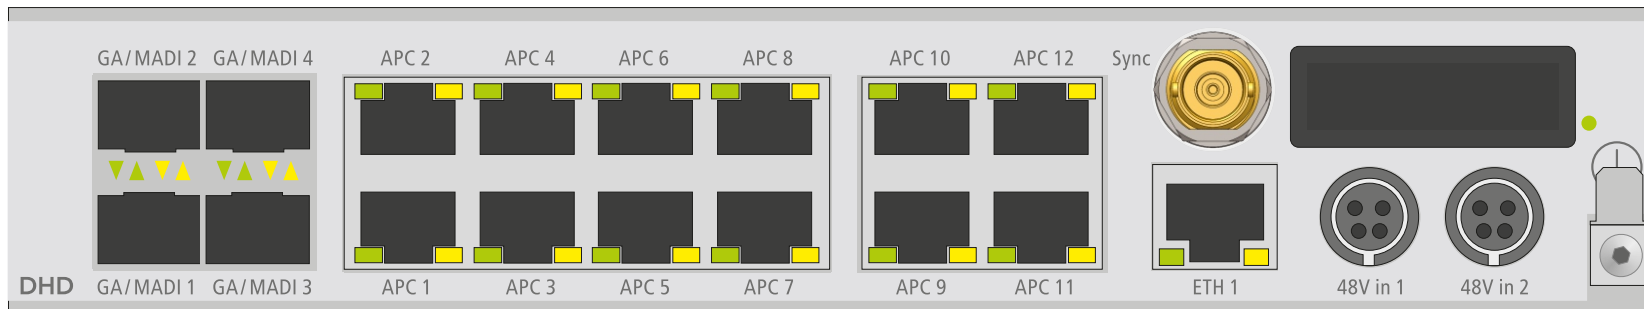 GA/MADI 2 GA/MADI 4 APC 2 APC 4 APC 6 APC 8 APC 10 APC 12 Sync
DHD GA/MADI 1 GA/MADI 3 APC 1 APC 3 APC 5 APC 7 APC 9 APC 11 ETH 1 48V in 1 48V in 2